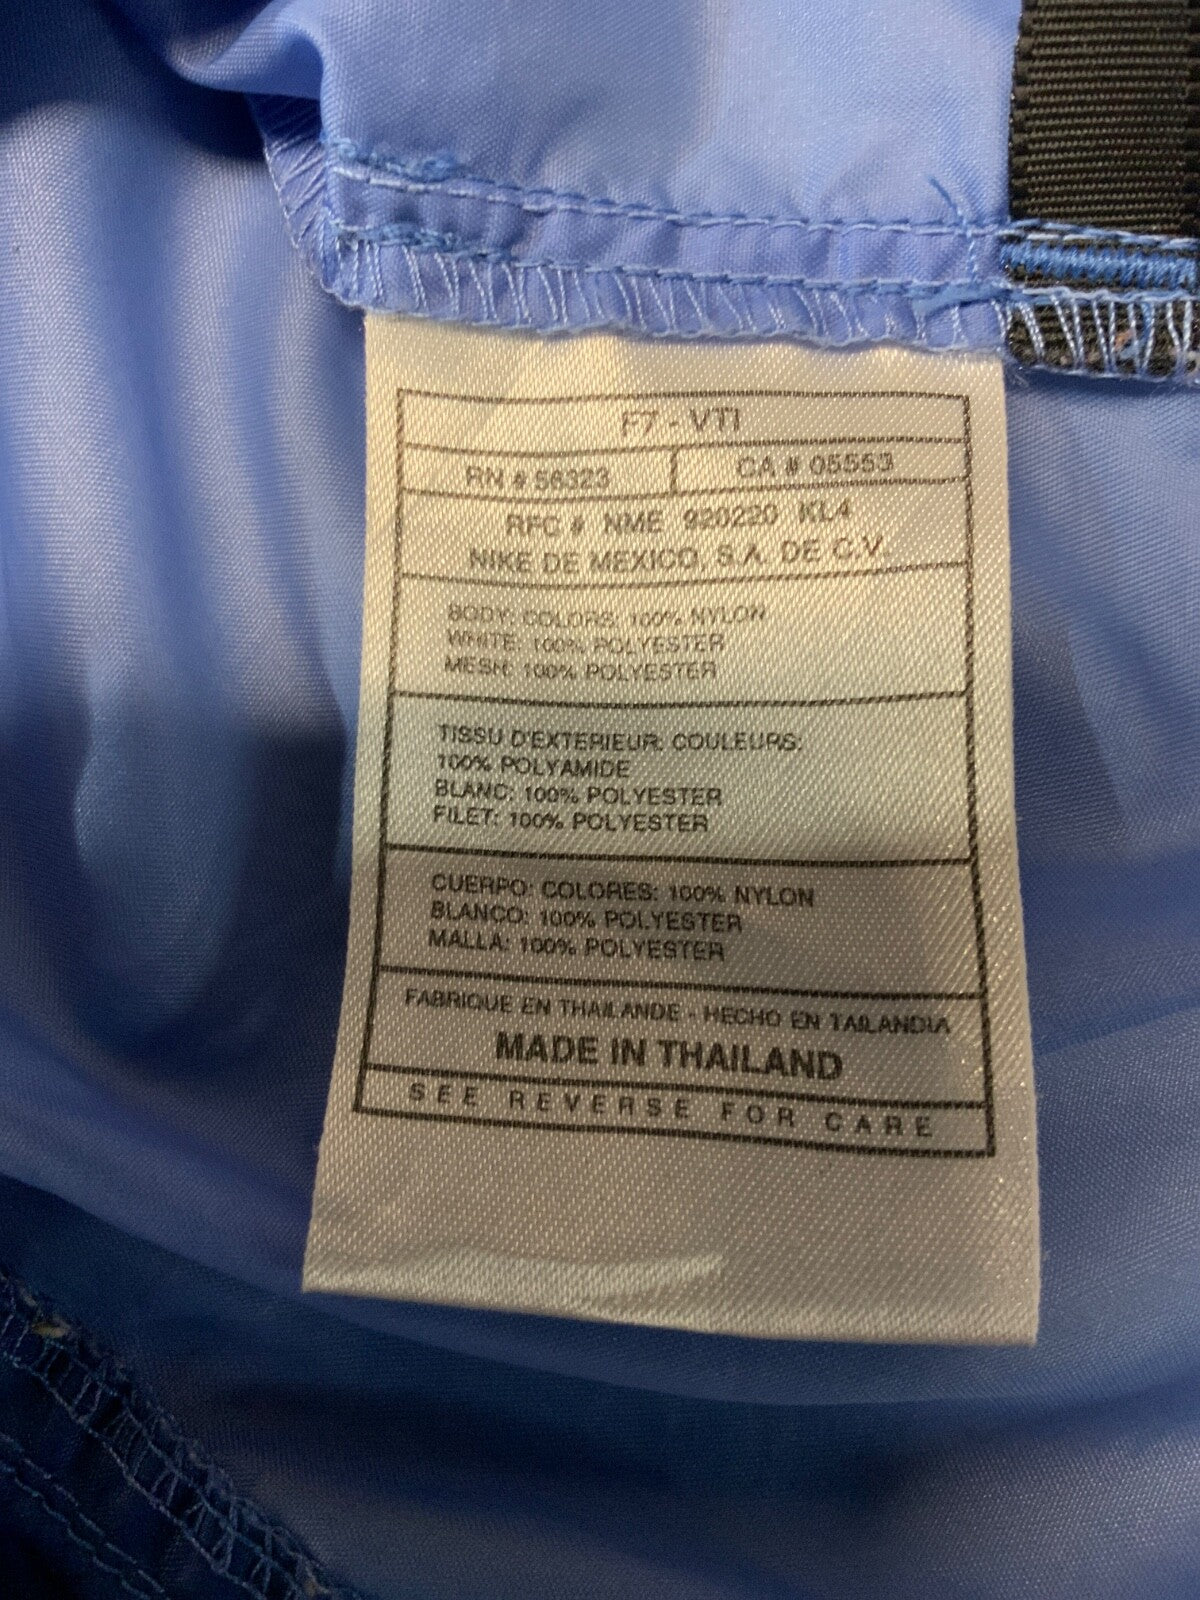 F7 - VTI
RN # 56323 CA # 05553
RFC # NME 920220 KL4
NIKE DE MEXICO, S.A. DE C.V.
BODY: COLORS: 100% NYLON
WHITE: 100% POLYESTER
MESH: 100% POLYESTER
TISSU D'EXTERIEUR: COULEURS:
100% POLYAMIDE
BLANC: 100% POLYESTER
FILET: 100% POLYESTER
CUERPO: COLORES: 100% NYLON
BLANCO: 100% POLYESTER
MALLA: 100% POLYESTER
FABRIQUE EN THAILANDE - HECHO EN TAILANDIA
MADE IN THAILAND
SEE REVERSE FOR CARE